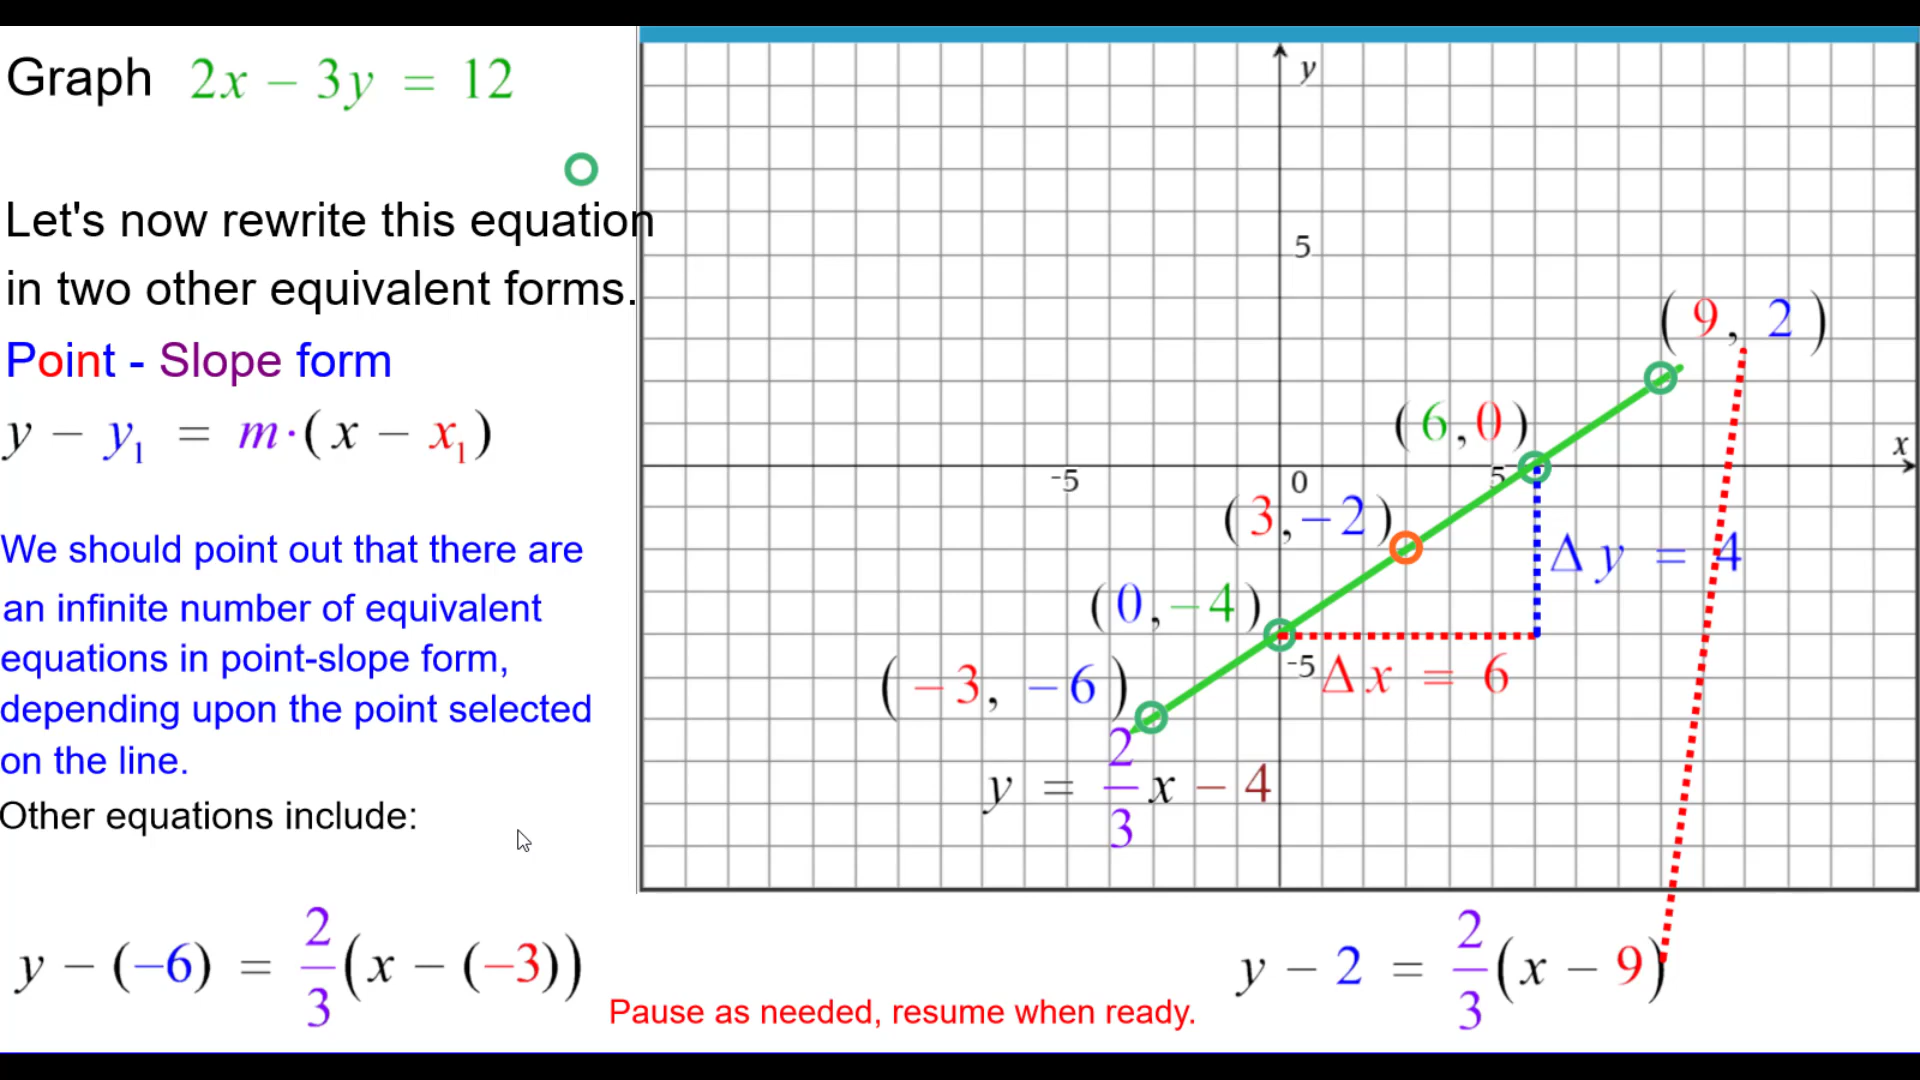 Graph 2x − 3y = 12
Let's now rewrite this equation
in two other equivalent forms.
Point - Slope form
y − y₁ = m·(x − x₁)
We should point out that there are
an infinite number of equivalent
equations in point-slope form,
depending upon the point selected
on the line.
Other equations include:
y − (−6) = 2/3(x − (−3))
y
5
(9, 2)
(6,0)
x
-5
0
5
(3,−2)
Δy = 4
(0,−4)
-5
Δx = 6
(−3, −6)
y = 2/3x − 4
y − 2 = 2/3(x − 9)
Pause as needed, resume when ready.